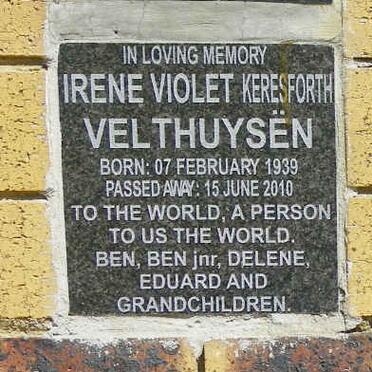 IN LOVING MEMORY
IRENE VIOLET KERESFORTH
VELTHUYSËN
BORN: 07 FEBRUARY 1939
PASSED AWAY: 15 JUNE 2010
TO THE WORLD, A PERSON
TO US THE WORLD.
BEN, BEN jnr, DELENE,
EDUARD AND
GRANDCHILDREN.